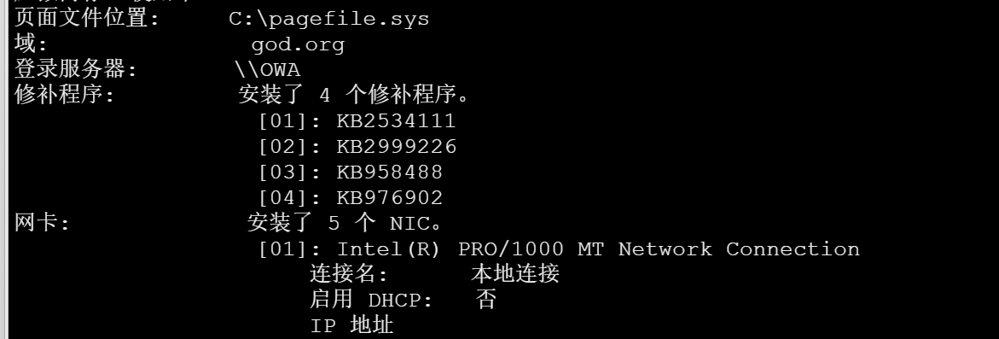 页面文件位置: C:\pagefile.sys
域: god.org
登录服务器: \\OWA
修补程序: 安装了 4 个修补程序。
[01]: KB2534111
[02]: KB2999226
[03]: KB958488
[04]: KB976902
网卡: 安装了 5 个 NIC。
[01]: Intel(R) PRO/1000 MT Network Connection
连接名: 本地连接
启用 DHCP: 否
IP 地址